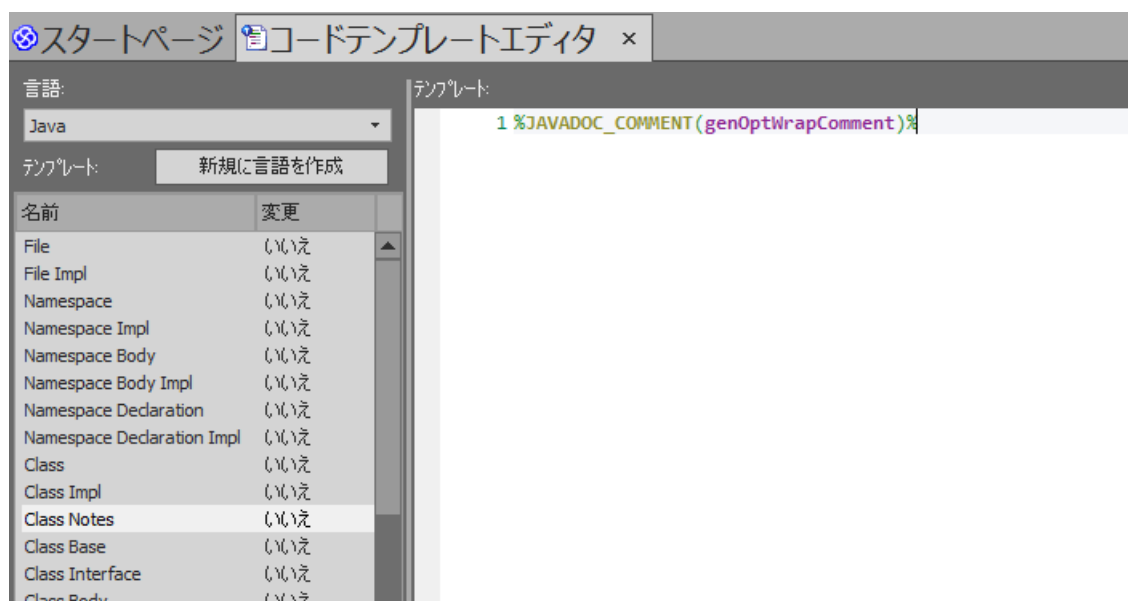 スタートページ コードテンプレートエディタ ×
言語:
Java
テンプレート: 新規に言語を作成
名前 変更
File いいえ
File Impl いいえ
Namespace いいえ
Namespace Impl いいえ
Namespace Body いいえ
Namespace Body Impl いいえ
Namespace Declaration いいえ
Namespace Declaration Impl いいえ
Class いいえ
Class Impl いいえ
Class Notes いいえ
Class Base いいえ
Class Interface いいえ
Class Body いいえ
テンプレート:
1 %JAVADOC_COMMENT(genOptWrapComment)%